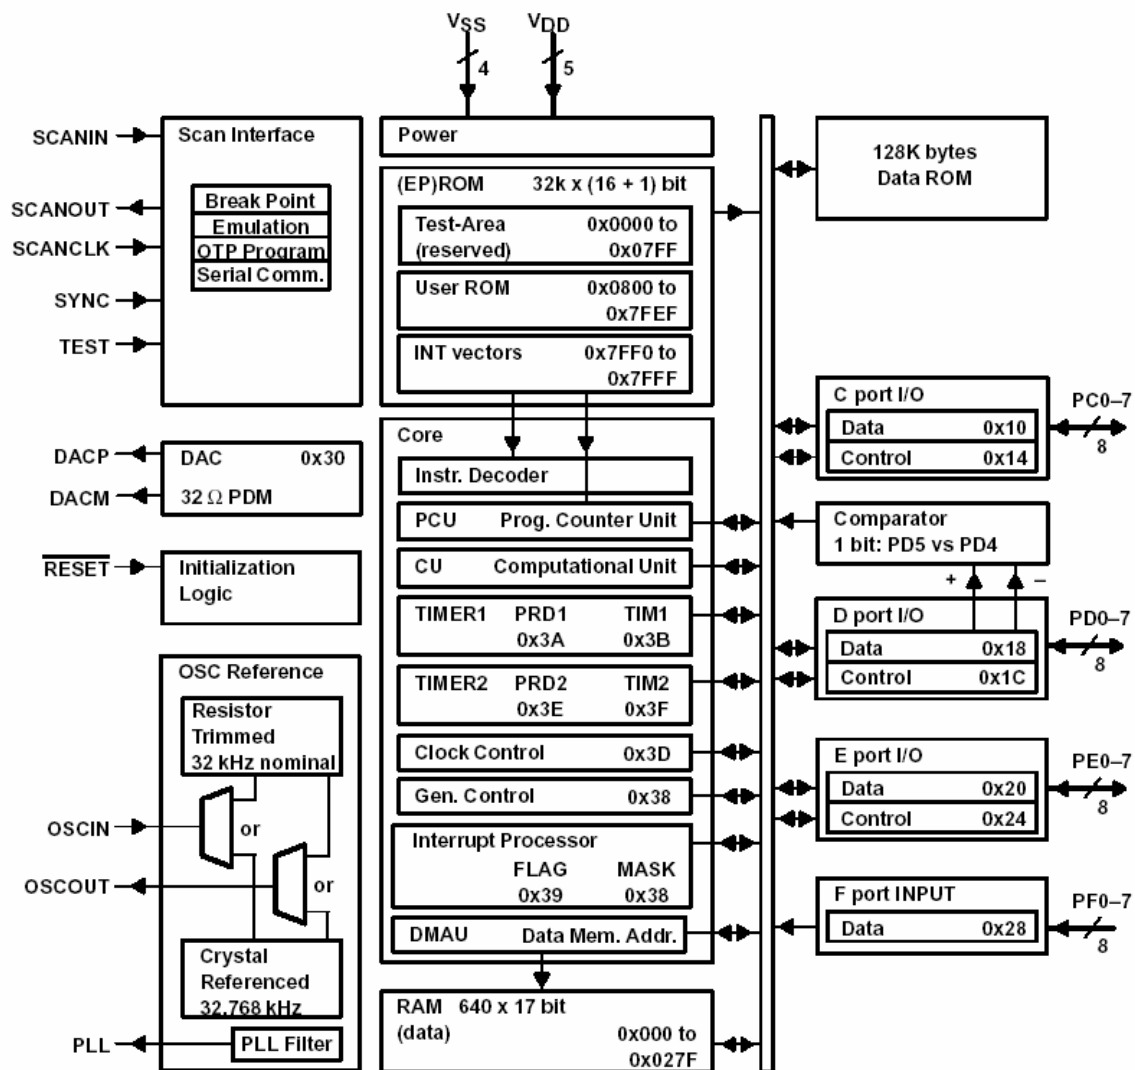 VSS
VDD
4
5
SCANIN
SCANOUT
SCANCLK
SYNC
TEST
Scan Interface
Break Point
Emulation
OTP Program
Serial Comm.
DACP
DACM
DAC 0x30
32 Ω PDM
RESET
Initialization
Logic
OSC Reference
Resistor
Trimmed
32 kHz nominal
OSCIN
or
OSCOUT
or
Crystal
Referenced
32.768 kHz
PLL
PLL Filter
Power
(EP)ROM 32k x (16 + 1) bit
Test-Area 0x0000 to
(reserved) 0x07FF
User ROM 0x0800 to
0x7FEF
INT vectors 0x7FF0 to
0x7FFF
Core
Instr. Decoder
PCU Prog. Counter Unit
CU Computational Unit
TIMER1 PRD1 TIM1
0x3A 0x3B
TIMER2 PRD2 TIM2
0x3E 0x3F
Clock Control 0x3D
Gen. Control 0x38
Interrupt Processor
FLAG MASK
0x39 0x38
DMAU Data Mem. Addr.
RAM 640 x 17 bit
(data) 0x000 to
0x027F
128K bytes
Data ROM
C port I/O
Data 0x10
Control 0x14
PC0–7
8
Comparator
1 bit: PD5 vs PD4
+ –
D port I/O
Data 0x18
Control 0x1C
PD0–7
8
E port I/O
Data 0x20
Control 0x24
PE0–7
8
F port INPUT
Data 0x28
PF0–7
8